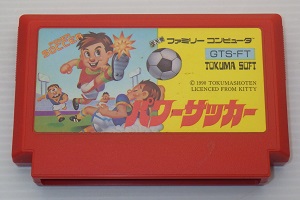 ファミリーコンピュータ
GTS-FT
TOKUMA SOFT
© 1990 TOKUMASHOTEN
LICENCED FROM KITTY
パワーサッカー